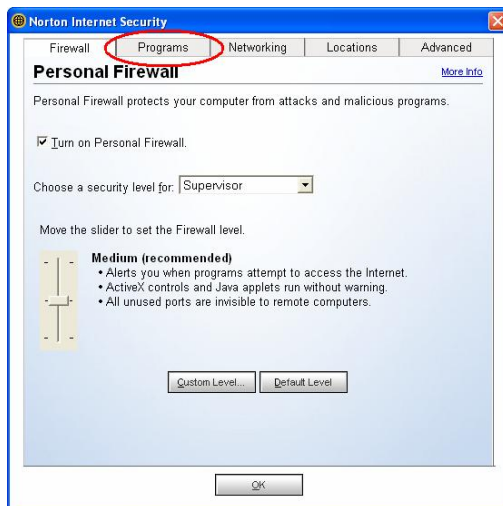 Norton Internet Security
Firewall Programs Networking Locations Advanced
Personal Firewall More Info
Personal Firewall protects your computer from attacks and malicious programs.
Turn on Personal Firewall.
Choose a security level for: Supervisor
Move the slider to set the Firewall level.
Medium (recommended)
• Alerts you when programs attempt to access the Internet.
• ActiveX controls and Java applets run without warning.
• All unused ports are invisible to remote computers.
Custom Level... Default Level
OK